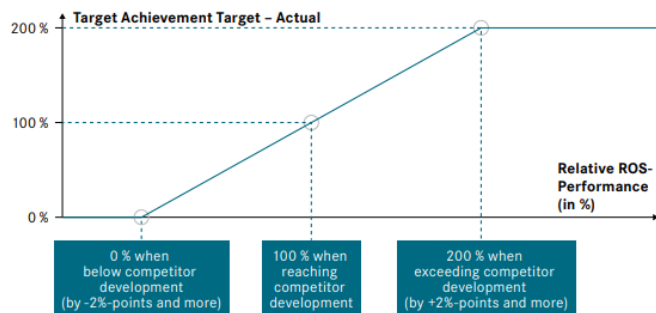 Target Achievement Target – Actual
200 %
100 %
0 %
Relative ROS-
Performance
(in %)
0 % when
below competitor
development
(by -2%-points and more)
100 % when
reaching
competitor
development
200 % when
exceeding competitor
development
(by +2%-points and more)